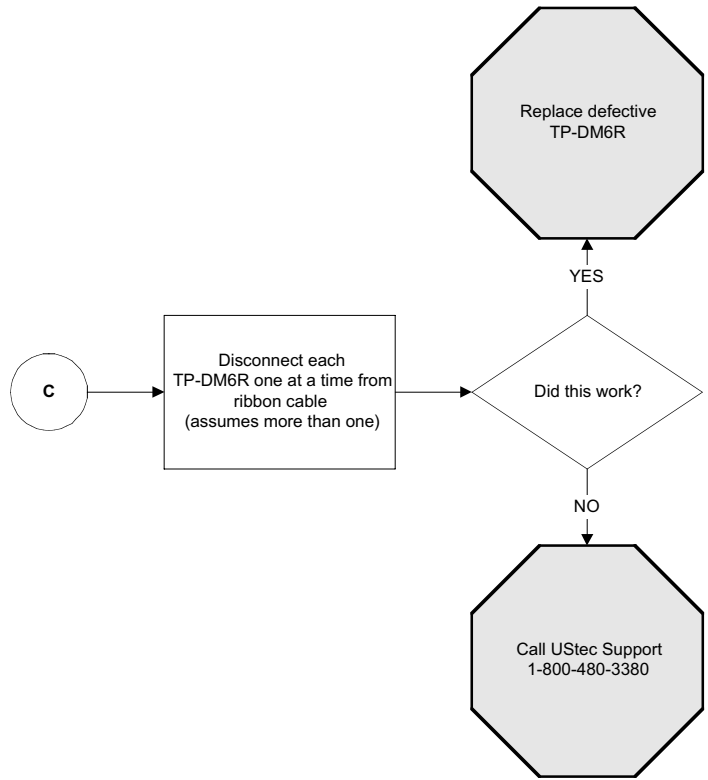 Replace defective
TP-DM6R
YES
C
Disconnect each
TP-DM6R one at a time from
ribbon cable
(assumes more than one)
Did this work?
NO
Call UStec Support
1-800-480-3380